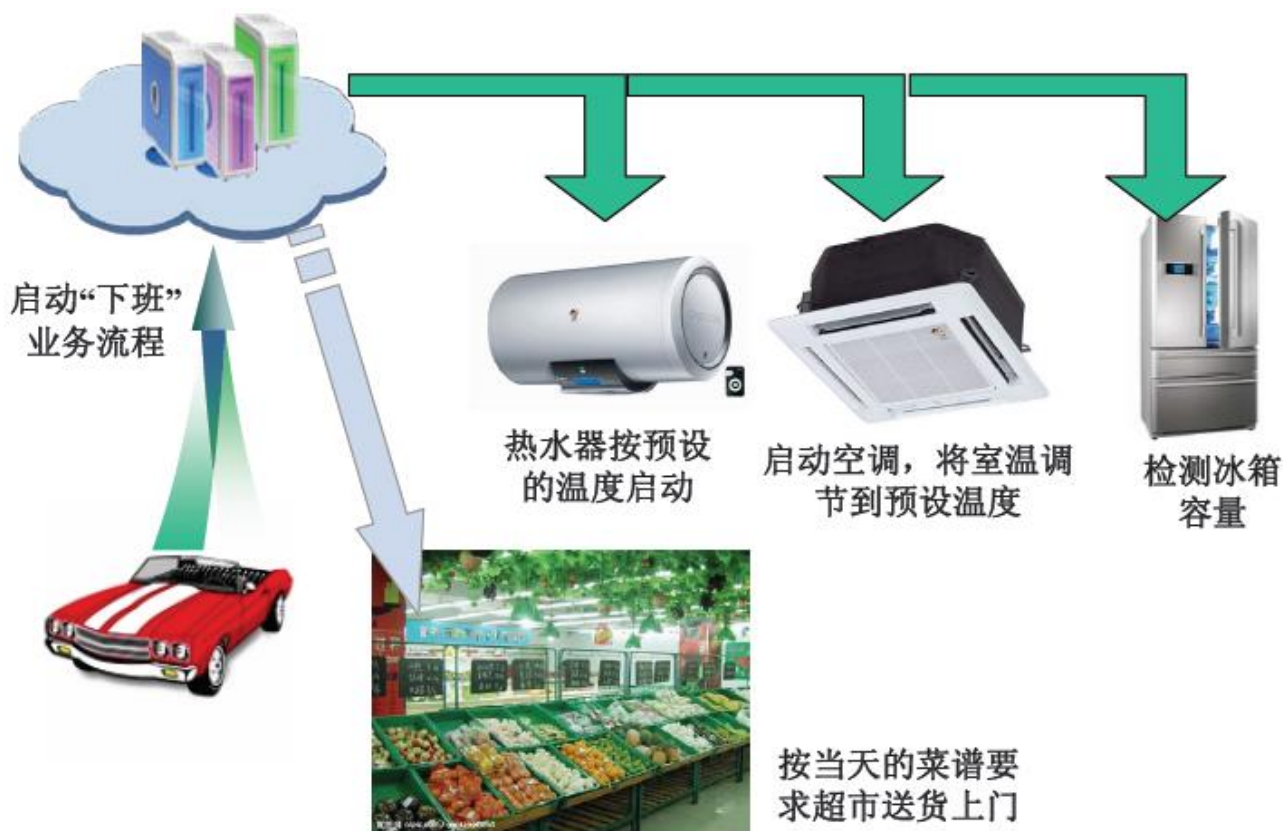 启动“下班”
业务流程
热水器按预设
的温度启动
启动空调，将室温调
节到预设温度
检测冰箱
容量
按当天的菜谱要
求超市送货上门